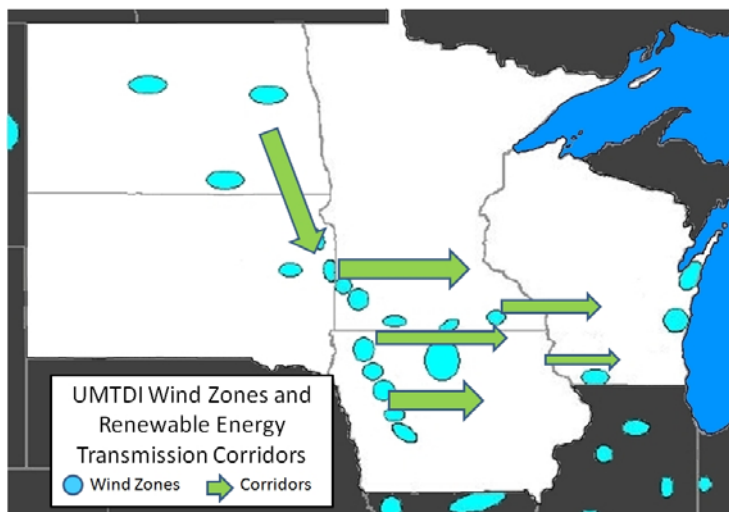 UMTDI Wind Zones and
Renewable Energy
Transmission Corridors
Wind Zones
Corridors